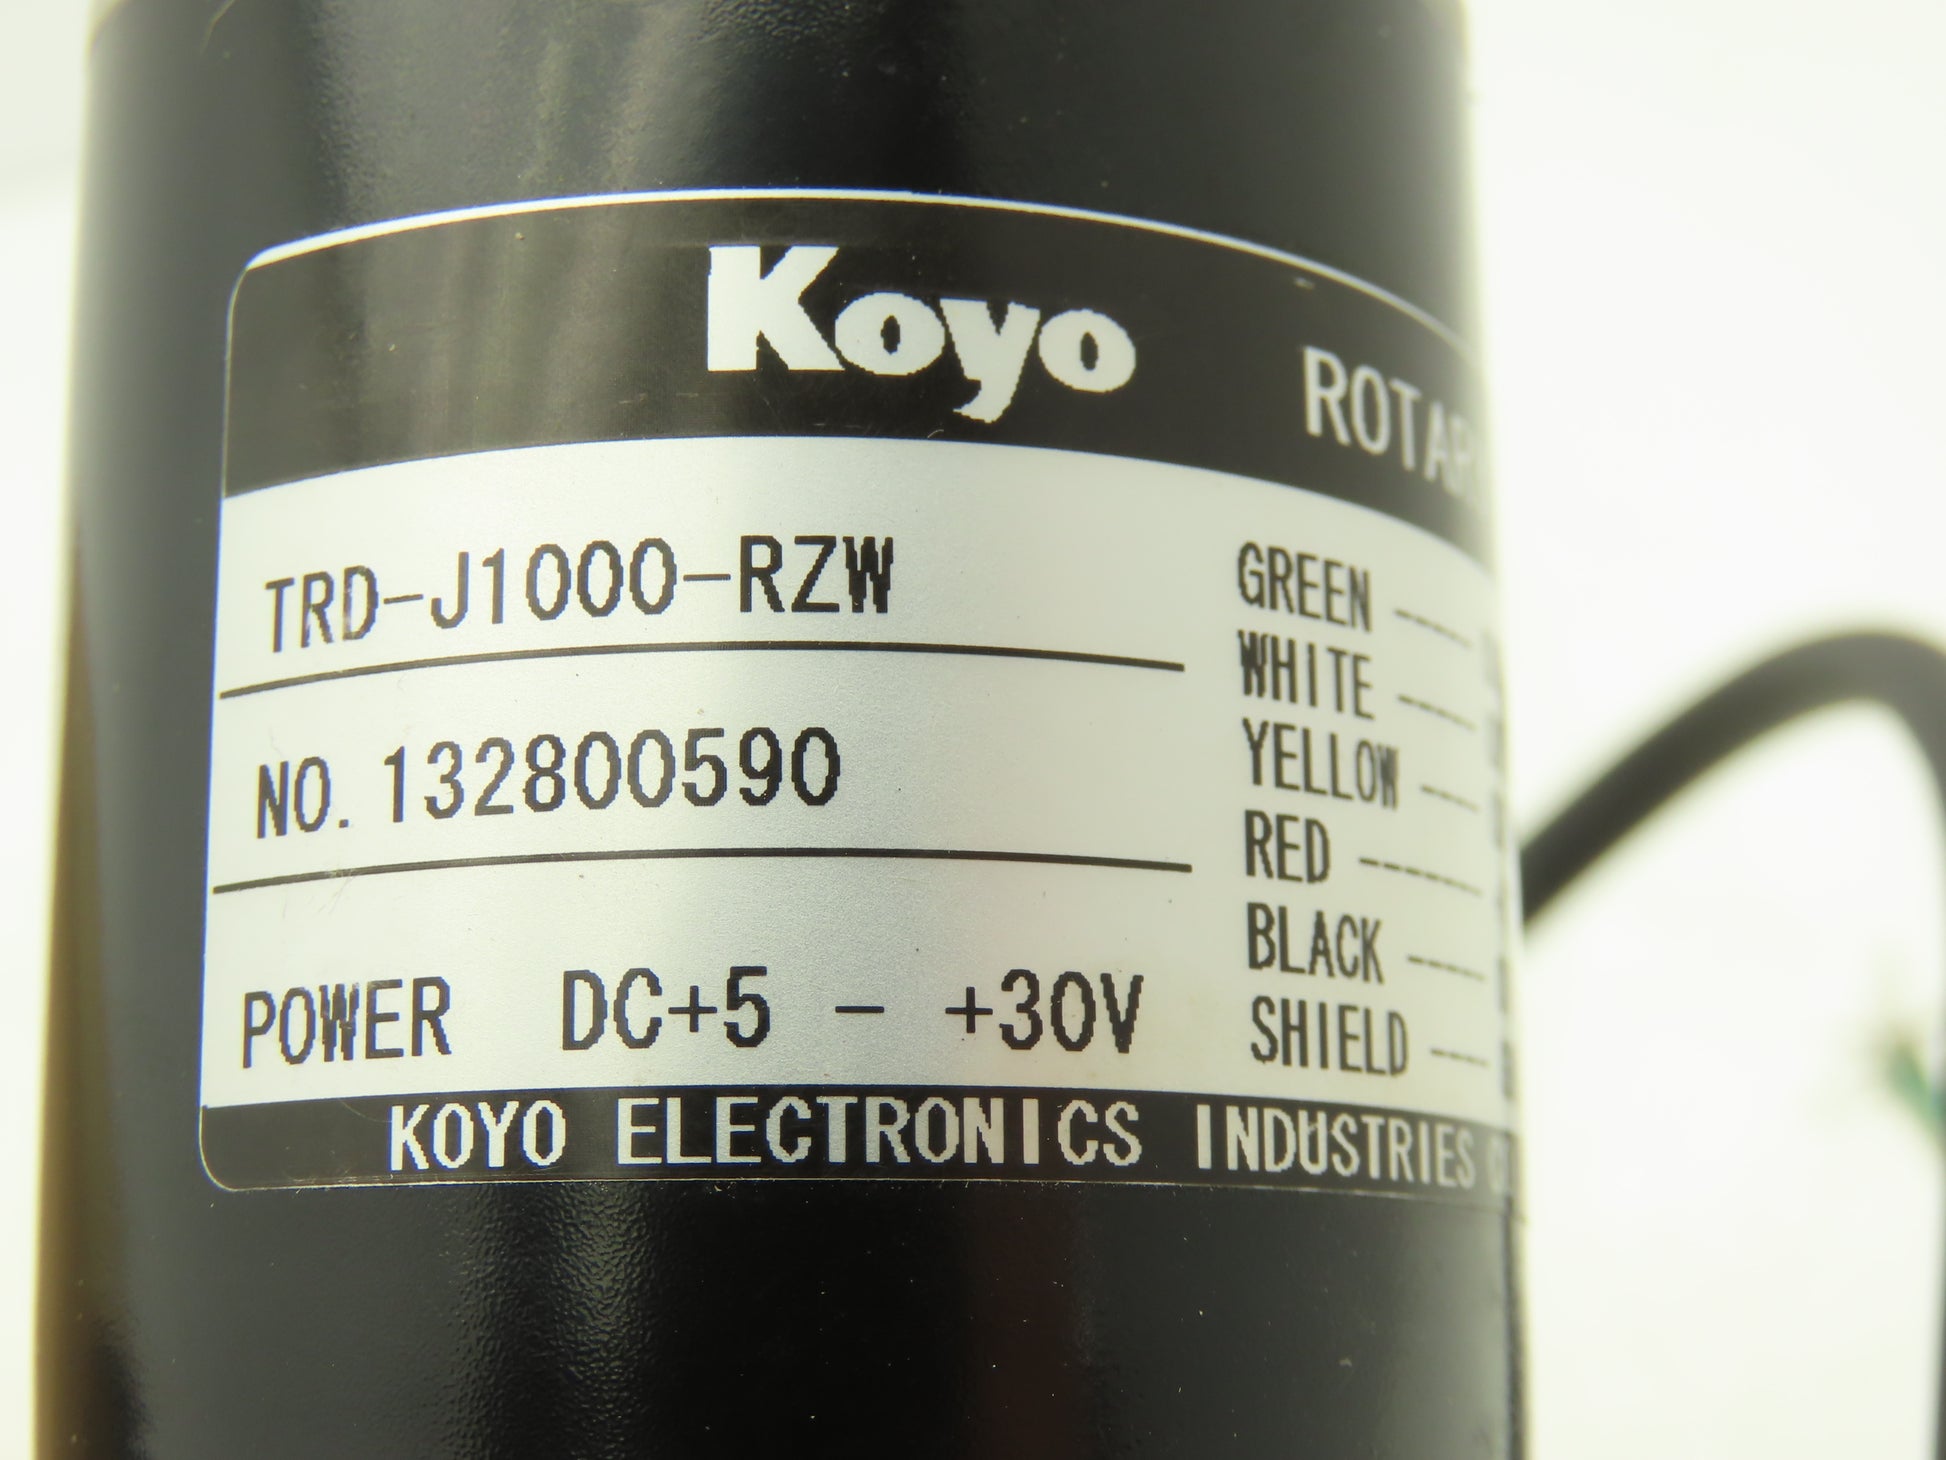 Koyo
TRD-J1000-RZW
NO. 132800590
POWER DC+5 - +30V
GREEN ----
WHITE ----
YELLOW ---
RED ------
BLACK ----
SHIELD ---
KOYO ELECTRONICS INDUSTRIES